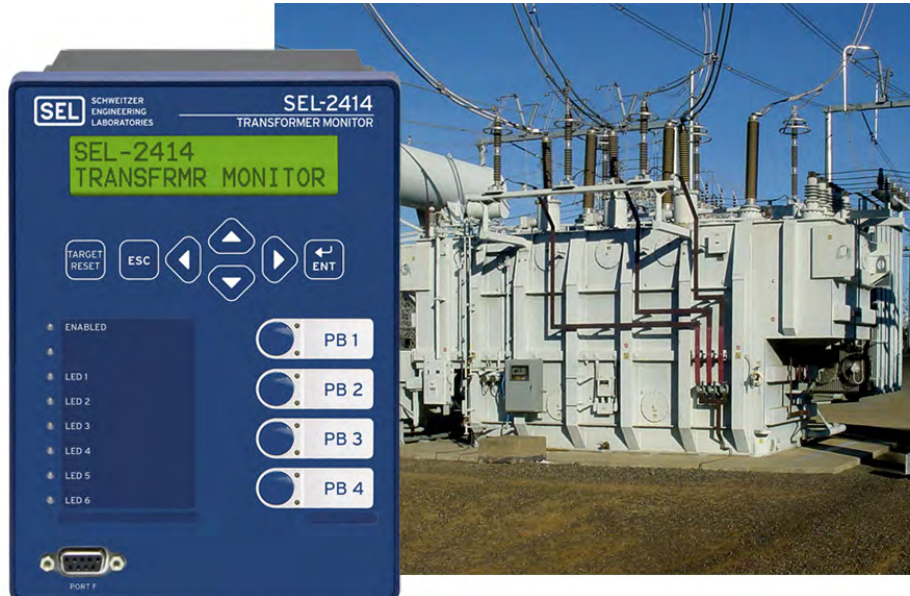 SEL
SCHWEITZER
ENGINEERING
LABORATORIES
SEL-2414
TRANSFORMER MONITOR
SEL-2414
TRANSFRMR MONITOR
TARGET
RESET
ESC
ENT
ENABLED
LED 1
LED 2
LED 3
LED 4
LED 5
LED 6
PB 1
PB 2
PB 3
PB 4
PORT F